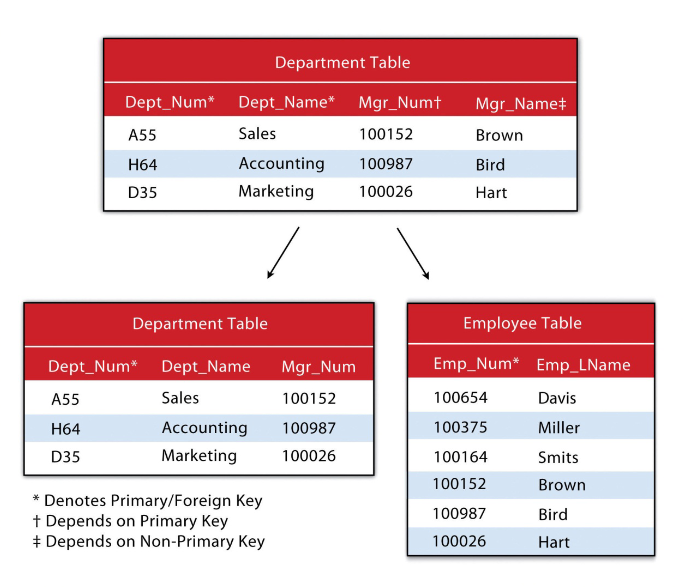 Department Table
Dept_Num* Dept_Name* Mgr_Num† Mgr_Name‡
A55 Sales 100152 Brown
H64 Accounting 100987 Bird
D35 Marketing 100026 Hart
Department Table
Dept_Num* Dept_Name Mgr_Num
A55 Sales 100152
H64 Accounting 100987
D35 Marketing 100026
* Denotes Primary/Foreign Key
† Depends on Primary Key
‡ Depends on Non-Primary Key
Employee Table
Emp_Num* Emp_LName
100654 Davis
100375 Miller
100164 Smits
100152 Brown
100987 Bird
100026 Hart